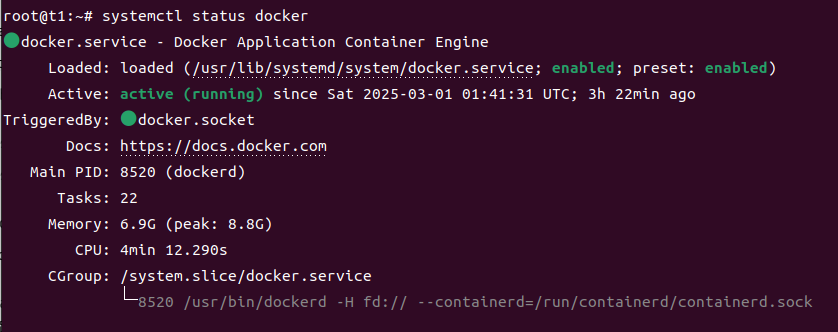 root@t1:~# systemctl status docker
●docker.service - Docker Application Container Engine
Loaded: loaded (/usr/lib/systemd/system/docker.service; enabled; preset: enabled)
Active: active (running) since Sat 2025-03-01 01:41:31 UTC; 3h 22min ago
TriggeredBy: ●docker.socket
Docs: https://docs.docker.com
Main PID: 8520 (dockerd)
Tasks: 22
Memory: 6.9G (peak: 8.8G)
CPU: 4min 12.290s
CGroup: /system.slice/docker.service
└─8520 /usr/bin/dockerd -H fd:// --containerd=/run/containerd/containerd.sock